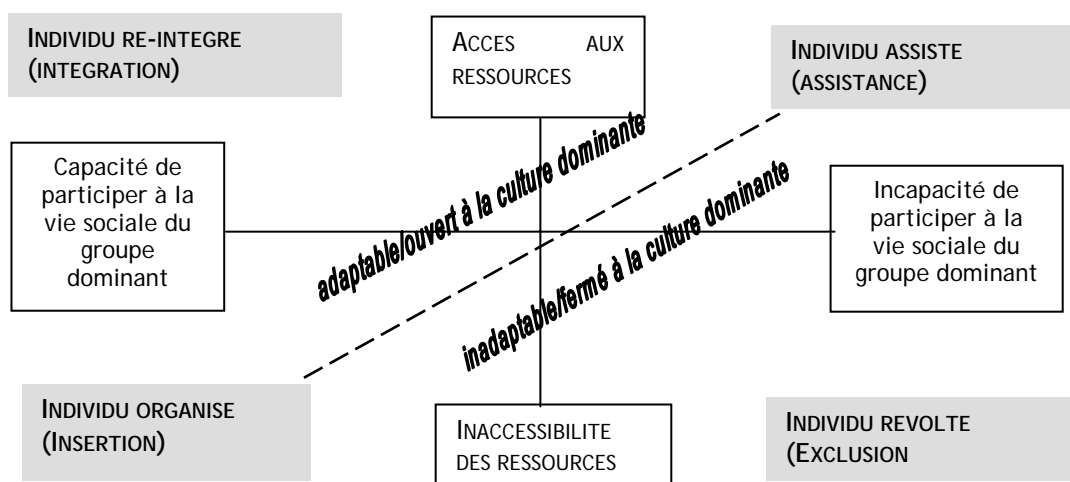 INDIVIDU RE-INTEGRE
(INTEGRATION)
ACCES AUX
RESSOURCES
INDIVIDU ASSISTE
(ASSISTANCE)
Capacité de
participer à la
vie sociale du
groupe
dominant
adaptable/ouvert à la culture dominante
inadaptable/fermé à la culture dominante
Incapacité de
participer à la
vie sociale du
groupe dominant
INDIVIDU ORGANISE
(INSERTION)
INACCESSIBILITE
DES RESSOURCES
INDIVIDU REVOLTE
(EXCLUSION